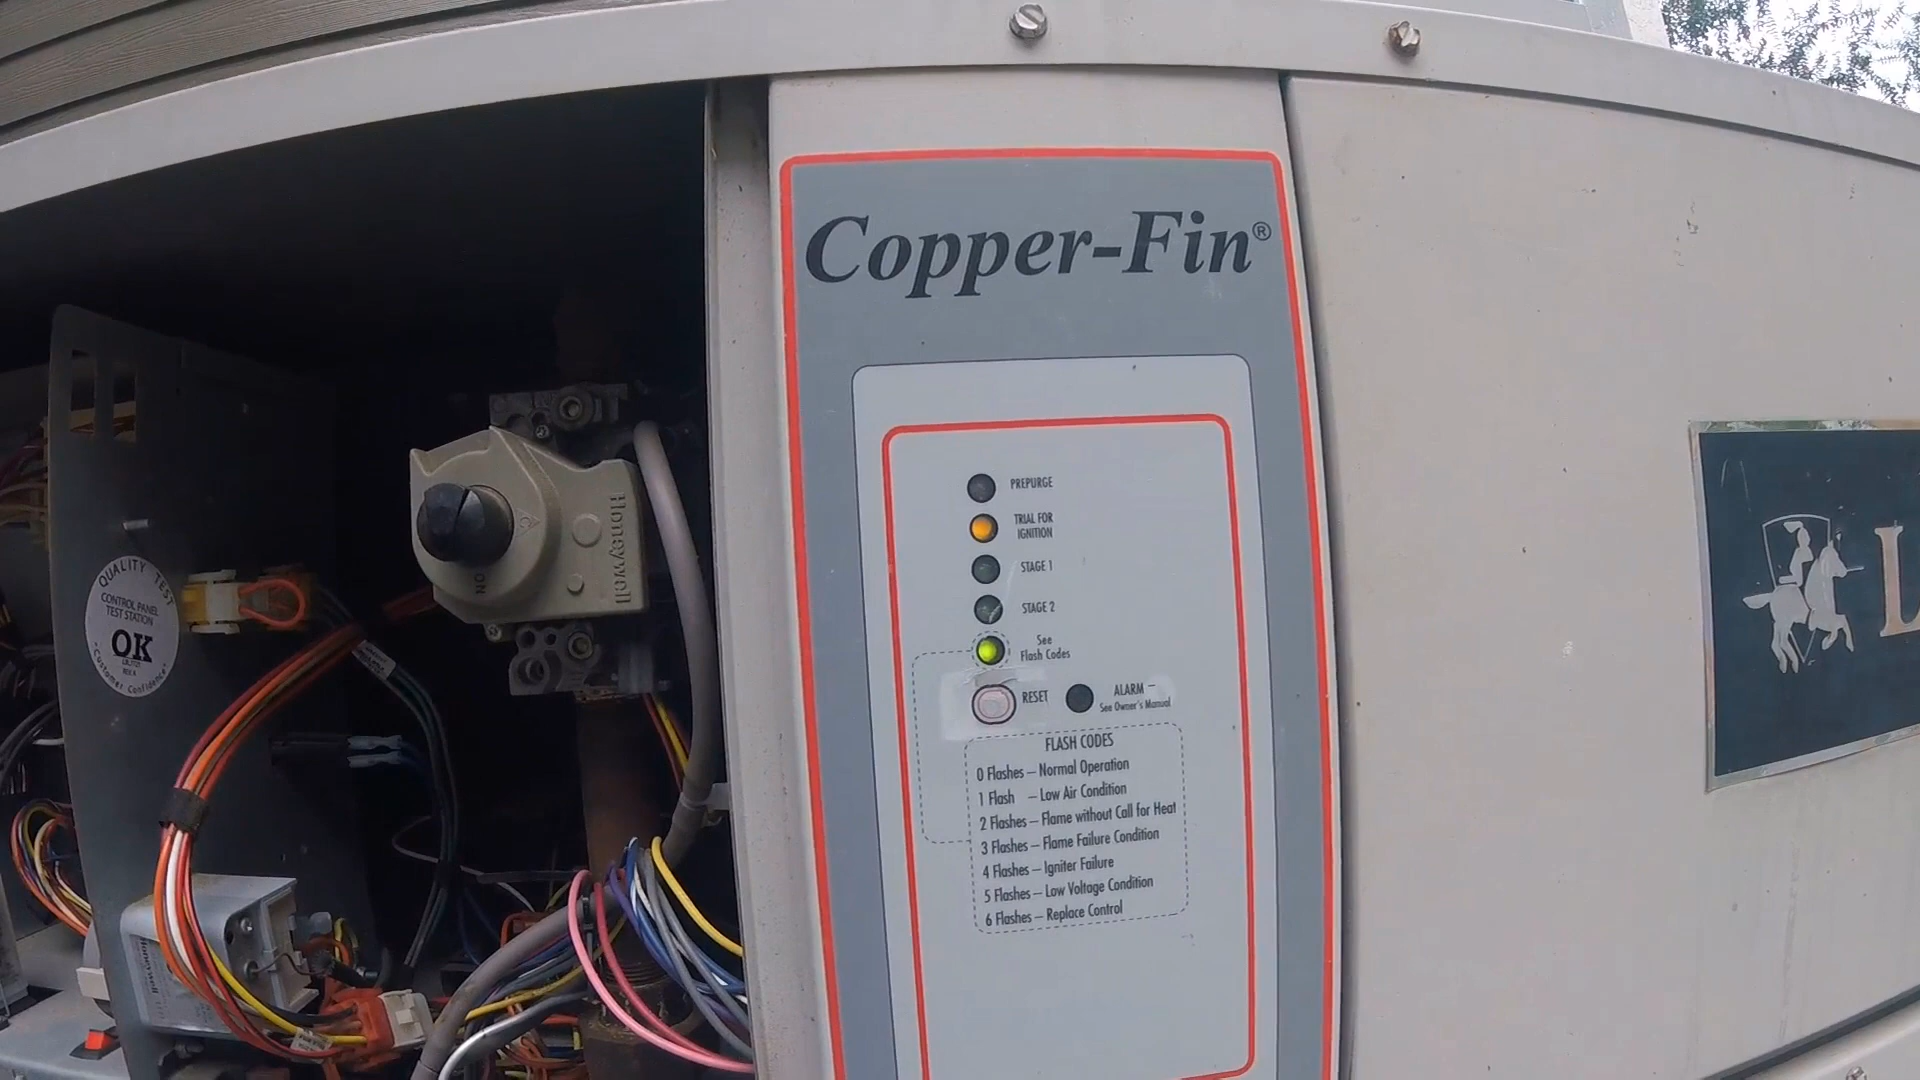 Copper-Fin®
PREPURGE
TRIAL FOR
IGNITION
STAGE 1
STAGE 2
See
Flash Codes
RESET
ALARM –
See Owner's Manual
FLASH CODES
0 Flashes – Normal Operation
1 Flash – Low Air Condition
2 Flashes – Flame without Call for Heat
3 Flashes – Flame Failure Condition
4 Flashes – Igniter Failure
5 Flashes – Low Voltage Condition
6 Flashes – Replace Control
L
Honeywell
ON
QUALITY TEST
CONTROL PANEL
TEST STATION
OK
"Customer Confidence"
Honeywell